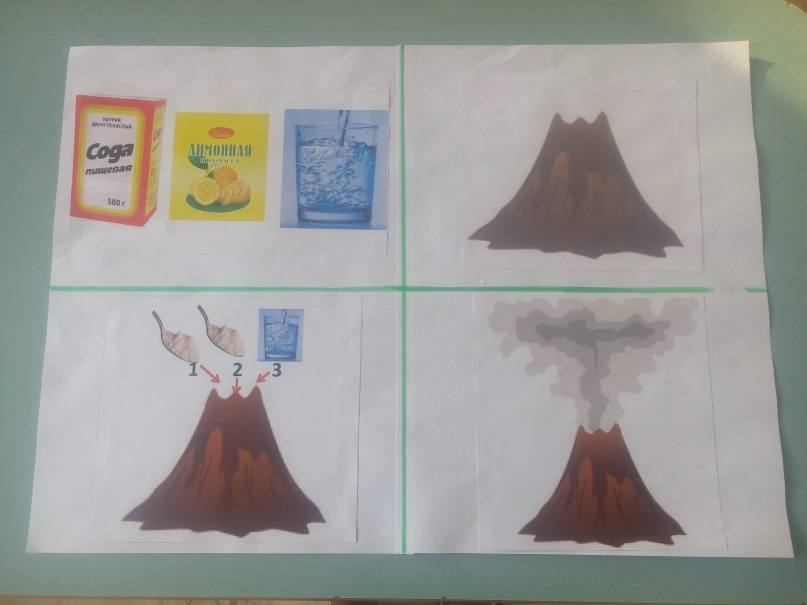 НАТРИЙ
ДВУУГЛЕКИСЛЫЙ
Сода
пищевая
500 г
ЛИМОННАЯ
1 2 3